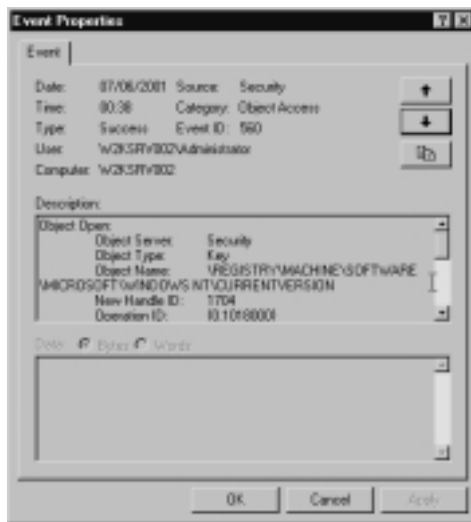 Event Properties
Event
Date: 07/06/2001 Source: Security
Time: 00:38 Category: Object Access
Type: Success Event ID: 560
User: W2KSRV002\Administrator
Computer: W2KSRV002
Description:
Object Open:
Object Server: Security
Object Type: Key
Object Name: \REGISTRY\MACHINE\SOFTWARE
\MICROSOFT\WINDOWS NT\CURRENTVERSION
New Handle ID: 1704
Operation ID:
Data: Bytes Words
OK Cancel Apply